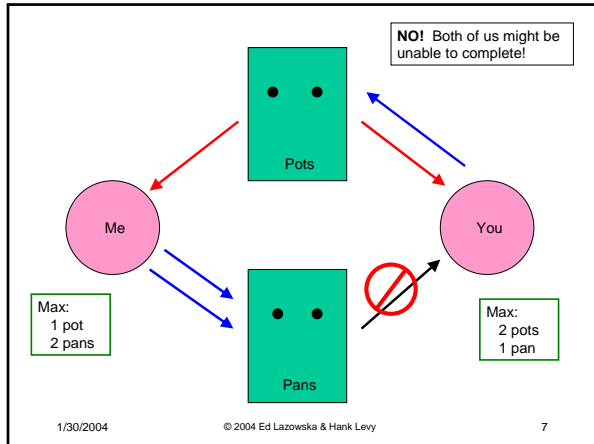 NO! Both of us might be
unable to complete!
Pots
Me
You
Max:
1 pot
2 pans
Pans
Max:
2 pots
1 pan
1/30/2004
© 2004 Ed Lazowska & Hank Levy
7